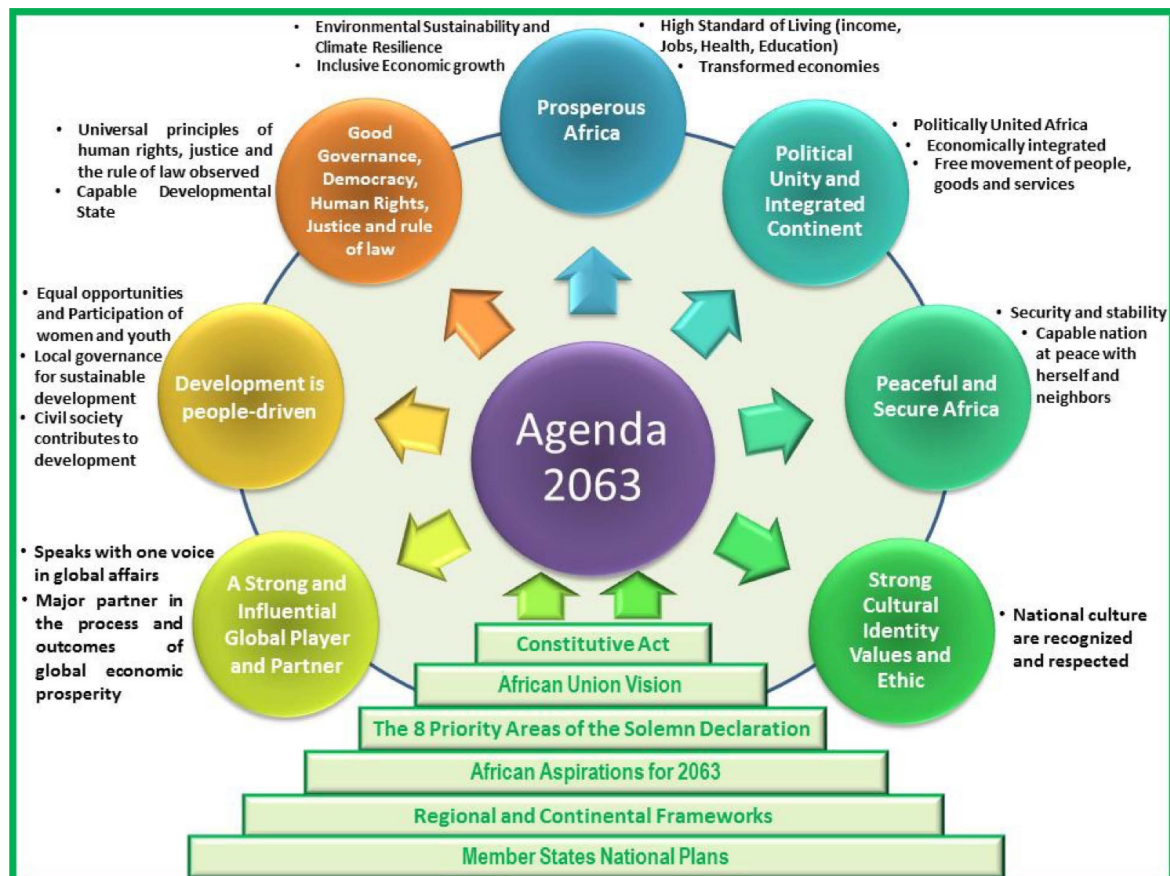 • Environmental Sustainability and
Climate Resilience
• Inclusive Economic growth
• High Standard of Living (income,
Jobs, Health, Education)
• Transformed economies
Prosperous
Africa
• Universal principles of
human rights, justice and
the rule of law observed
• Capable Developmental
State
Good
Governance,
Democracy,
Human Rights,
Justice and rule
of law
Political
Unity and
Integrated
Continent
• Politically United Africa
• Economically integrated
• Free movement of people,
goods and services
• Equal opportunities
and Participation of
women and youth
• Local governance
for sustainable
development
• Civil society
contributes to
development
Development is
people-driven
Agenda
2063
Peaceful and
Secure Africa
• Security and stability
• Capable nation
at peace with
herself and
neighbors
• Speaks with one voice
in global affairs
• Major partner in
the process and
outcomes of
global economic
prosperity
A Strong and
Influential
Global Player
and Partner
Strong
Cultural
Identity
Values and
Ethic
• National culture
are recognized
and respected
Constitutive Act
African Union Vision
The 8 Priority Areas of the Solemn Declaration
African Aspirations for 2063
Regional and Continental Frameworks
Member States National Plans